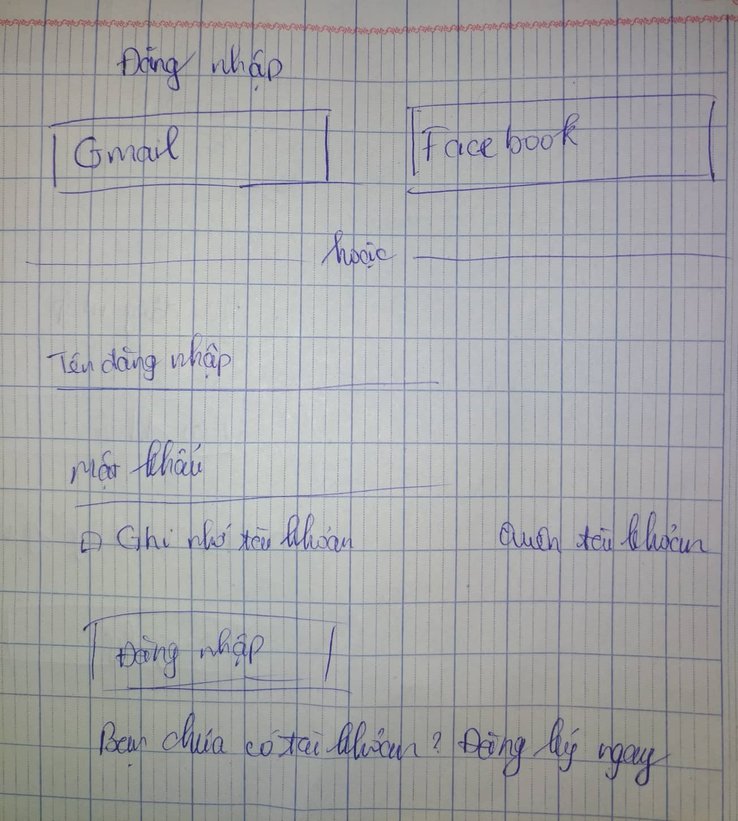 Đăng nhập
Gmail Facebook
hoặc
Tên đăng nhập
Mật khẩu
Ghi nhớ tài khoản Quên tài khoản
Đăng nhập
Bạn chưa có tài khoản? Đăng ký ngay